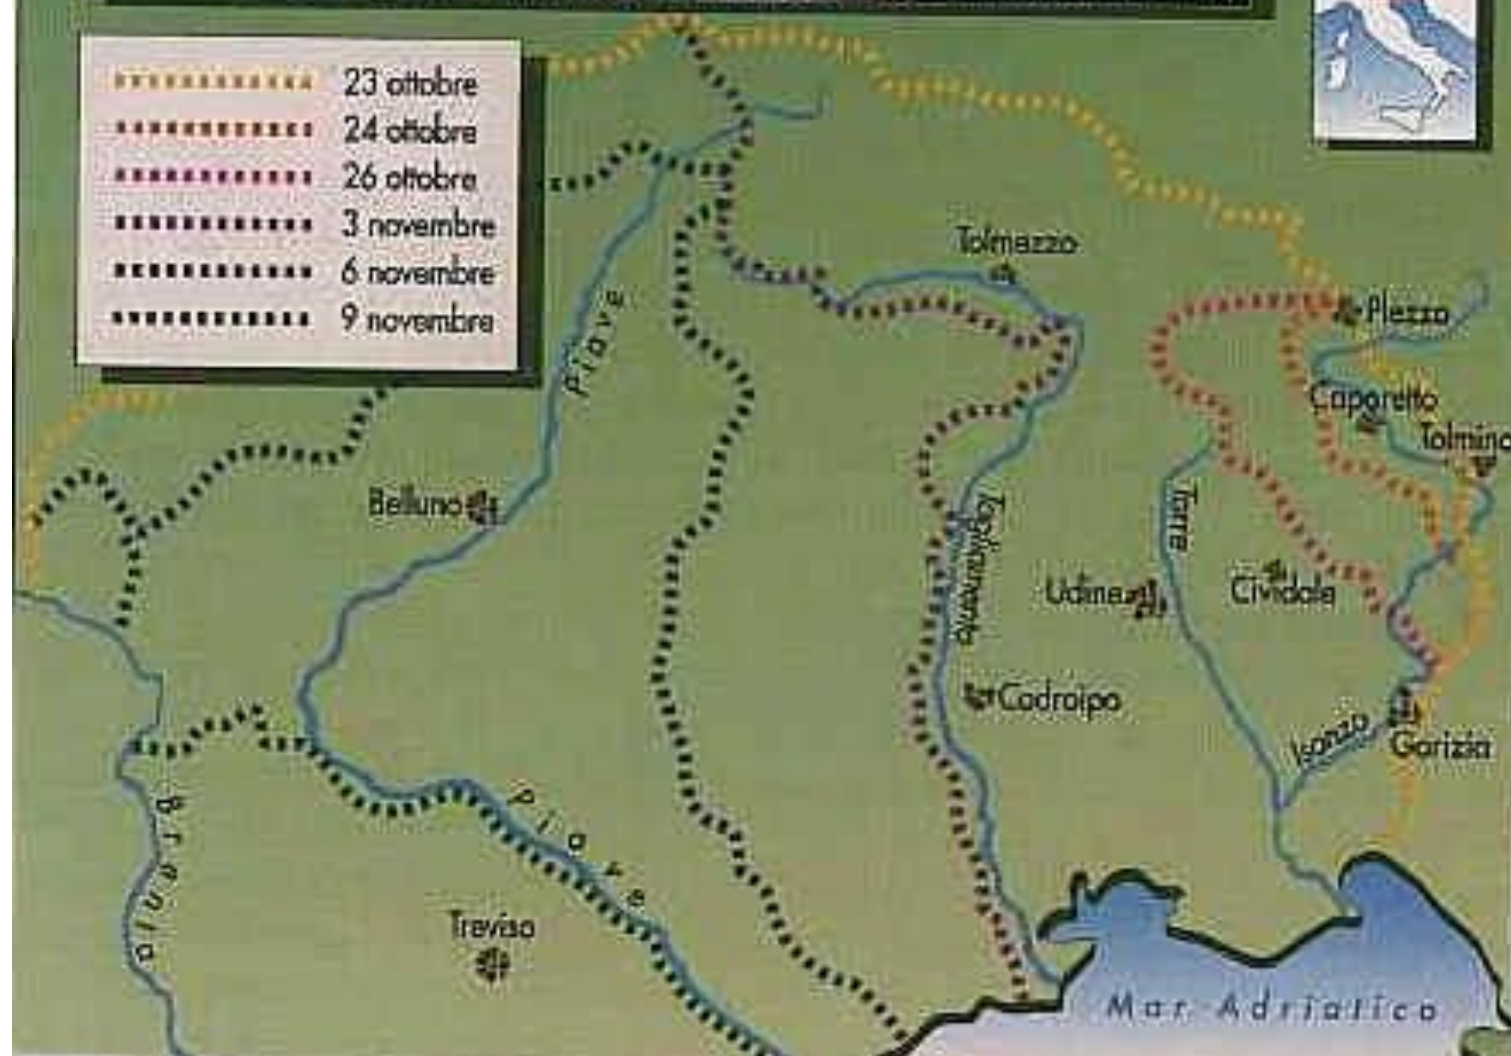 23 ottobre
24 ottobre
26 ottobre
3 novembre
6 novembre
9 novembre
Tolmezzo
Plezzo
Piave
Caporetto
Tolmino
Belluno
Tagliamento
Torre
Udine
Cividale
Codroipo
Isonzo
Gorizia
Piave
Brenta
Treviso
Mar Adriatico